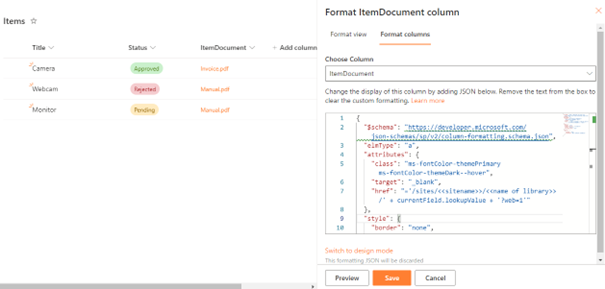 Items
Title
Status
ItemDocument
+ Add column
Camera
Approved
Invoice.pdf
Webcam
Rejected
Manual.pdf
Monitor
Pending
Manual.pdf
Format ItemDocument column
Format view
Format columns
Choose Column
ItemDocument
Change the display of this column by adding JSON below. Remove the text from the box to
clear the custom formatting. Learn more
1 {
2 "$schema": "https://developer.microsoft.com/
json-schemas/sp/v2/column-formatting.schema.json",
3 "elmType": "a",
4 "attributes": {
5 "class": "ms-fontColor-themePrimary
ms-fontColor-themeDark--hover",
6 "target": "_blank",
7 "href": "='/sites/<<sitename>>/<<name of library>>
/' + currentField.lookupValue + '?web=1'"
8 },
9 "style": {
10 "border": "none",
Switch to design mode
The formatting JSON will be discarded
Preview
Save
Cancel